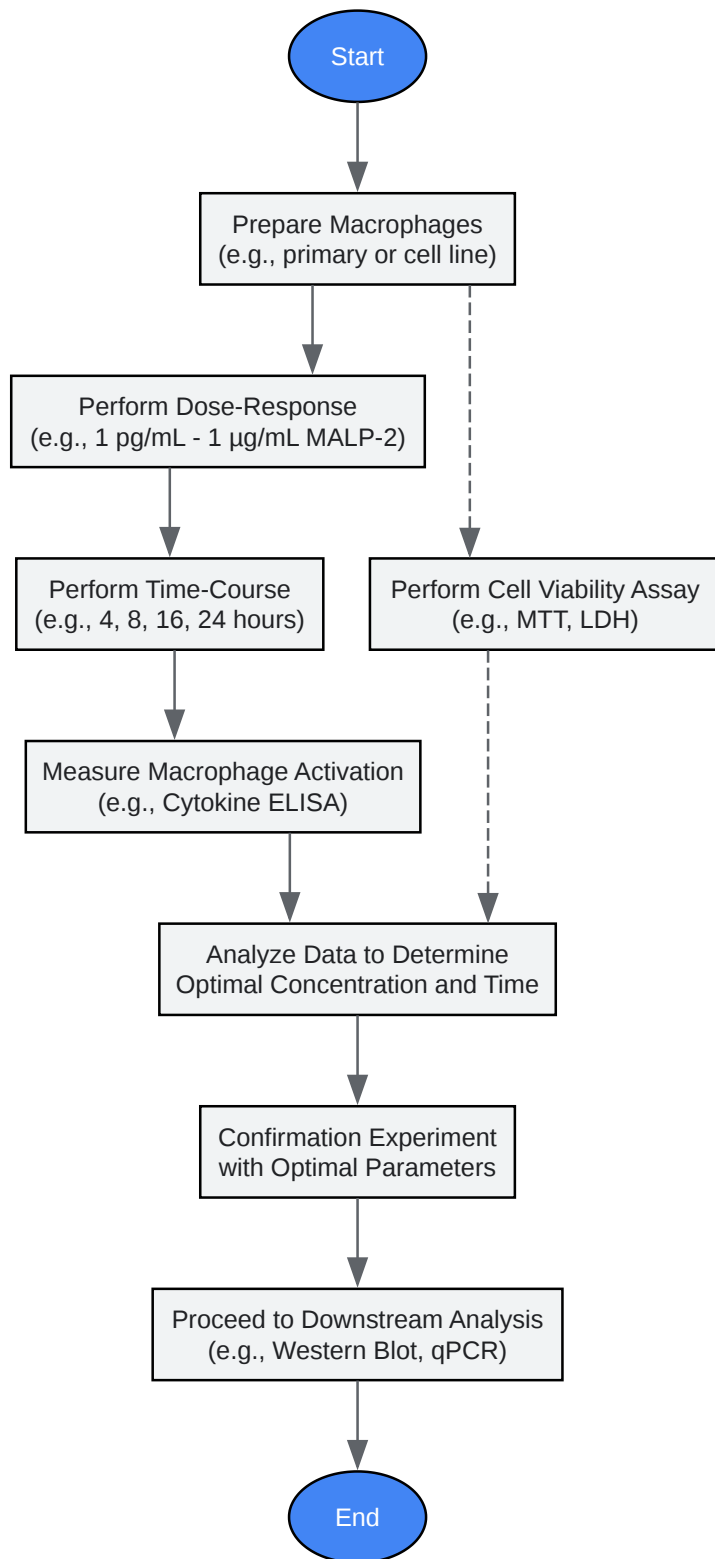 Start
Prepare Macrophages
(e.g., primary or cell line)
Perform Dose-Response
(e.g., 1 pg/mL - 1 µg/mL MALP-2)
Perform Time-Course
(e.g., 4, 8, 16, 24 hours)
Perform Cell Viability Assay
(e.g., MTT, LDH)
Measure Macrophage Activation
(e.g., Cytokine ELISA)
Analyze Data to Determine
Optimal Concentration and Time
Confirmation Experiment
with Optimal Parameters
Proceed to Downstream Analysis
(e.g., Western Blot, qPCR)
End